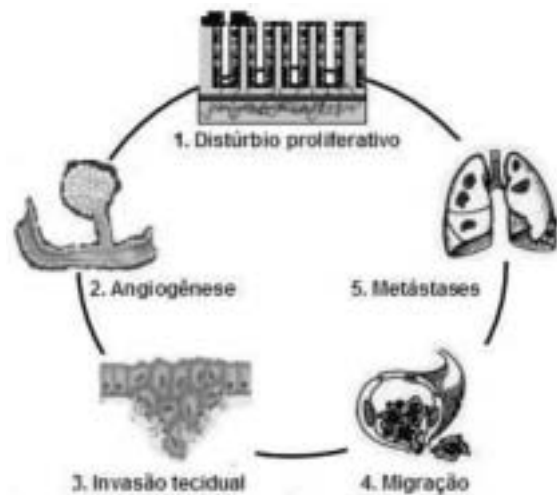 1. Distúrbio proliferativo
2. Angiogênese
3. Invasão tecidual
4. Migração
5. Metástases